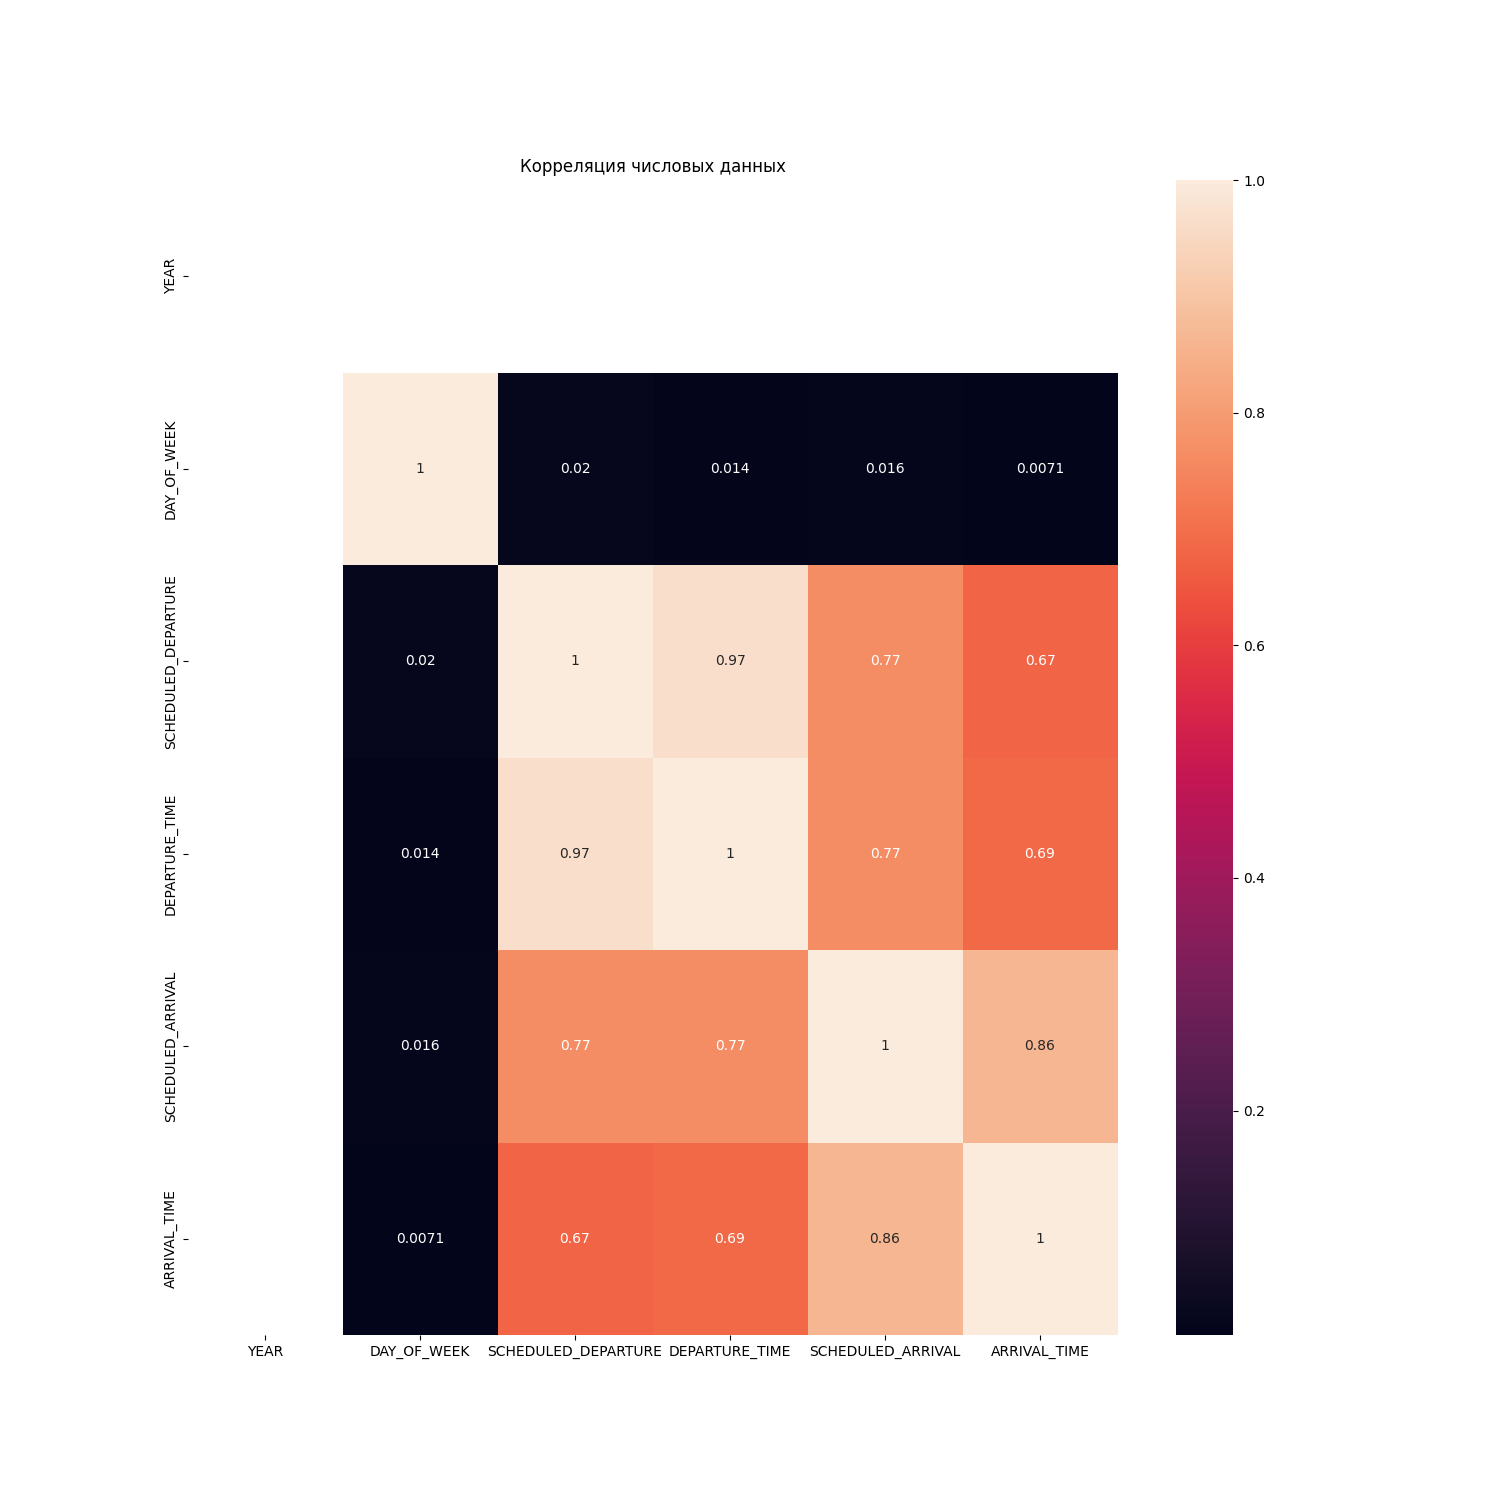 Корреляция числовых данных
1.0
YEAR
0.8
DAY_OF_WEEK
1 0.02 0.014 0.016 0.0071
0.6
SCHEDULED_DEPARTURE
0.02 1 0.97 0.77 0.67
DEPARTURE_TIME
0.014 0.97 1 0.77 0.69
0.4
SCHEDULED_ARRIVAL
0.016 0.77 0.77 1 0.86
0.2
ARRIVAL_TIME
0.0071 0.67 0.69 0.86 1
YEAR DAY_OF_WEEK SCHEDULED_DEPARTURE DEPARTURE_TIME SCHEDULED_ARRIVAL ARRIVAL_TIME